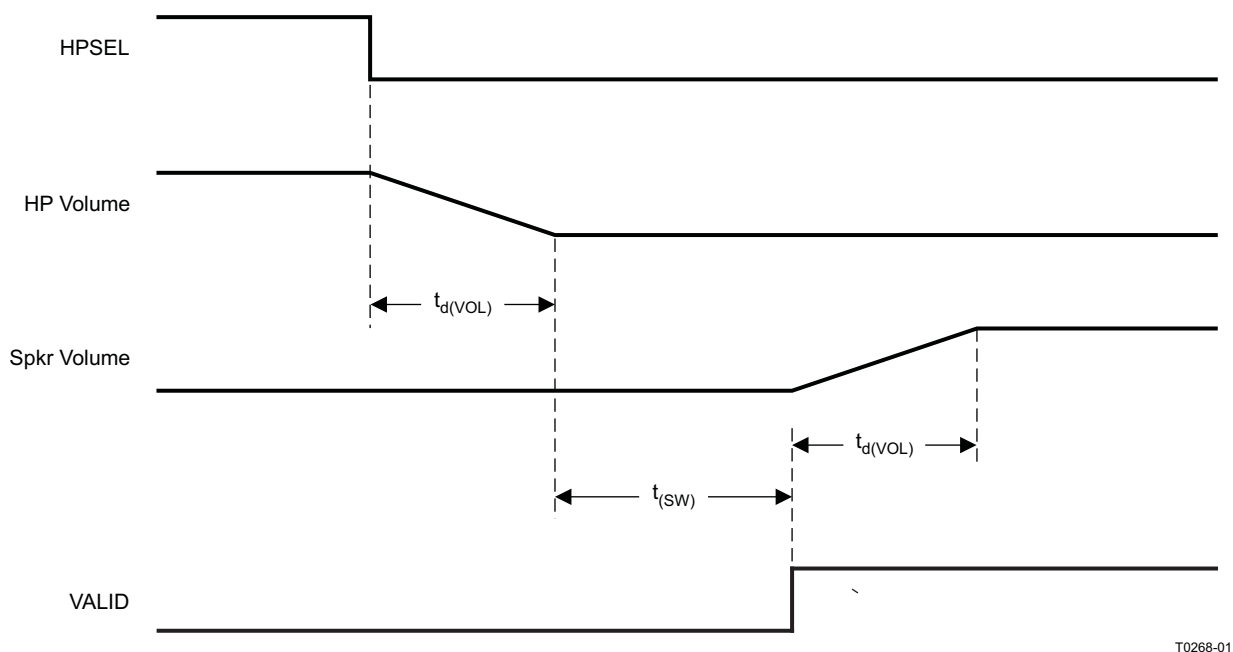 HPSEL
HP Volume
t_d(VOL)
Spkr Volume
t_d(VOL)
t_(SW)
VALID
T0268-01